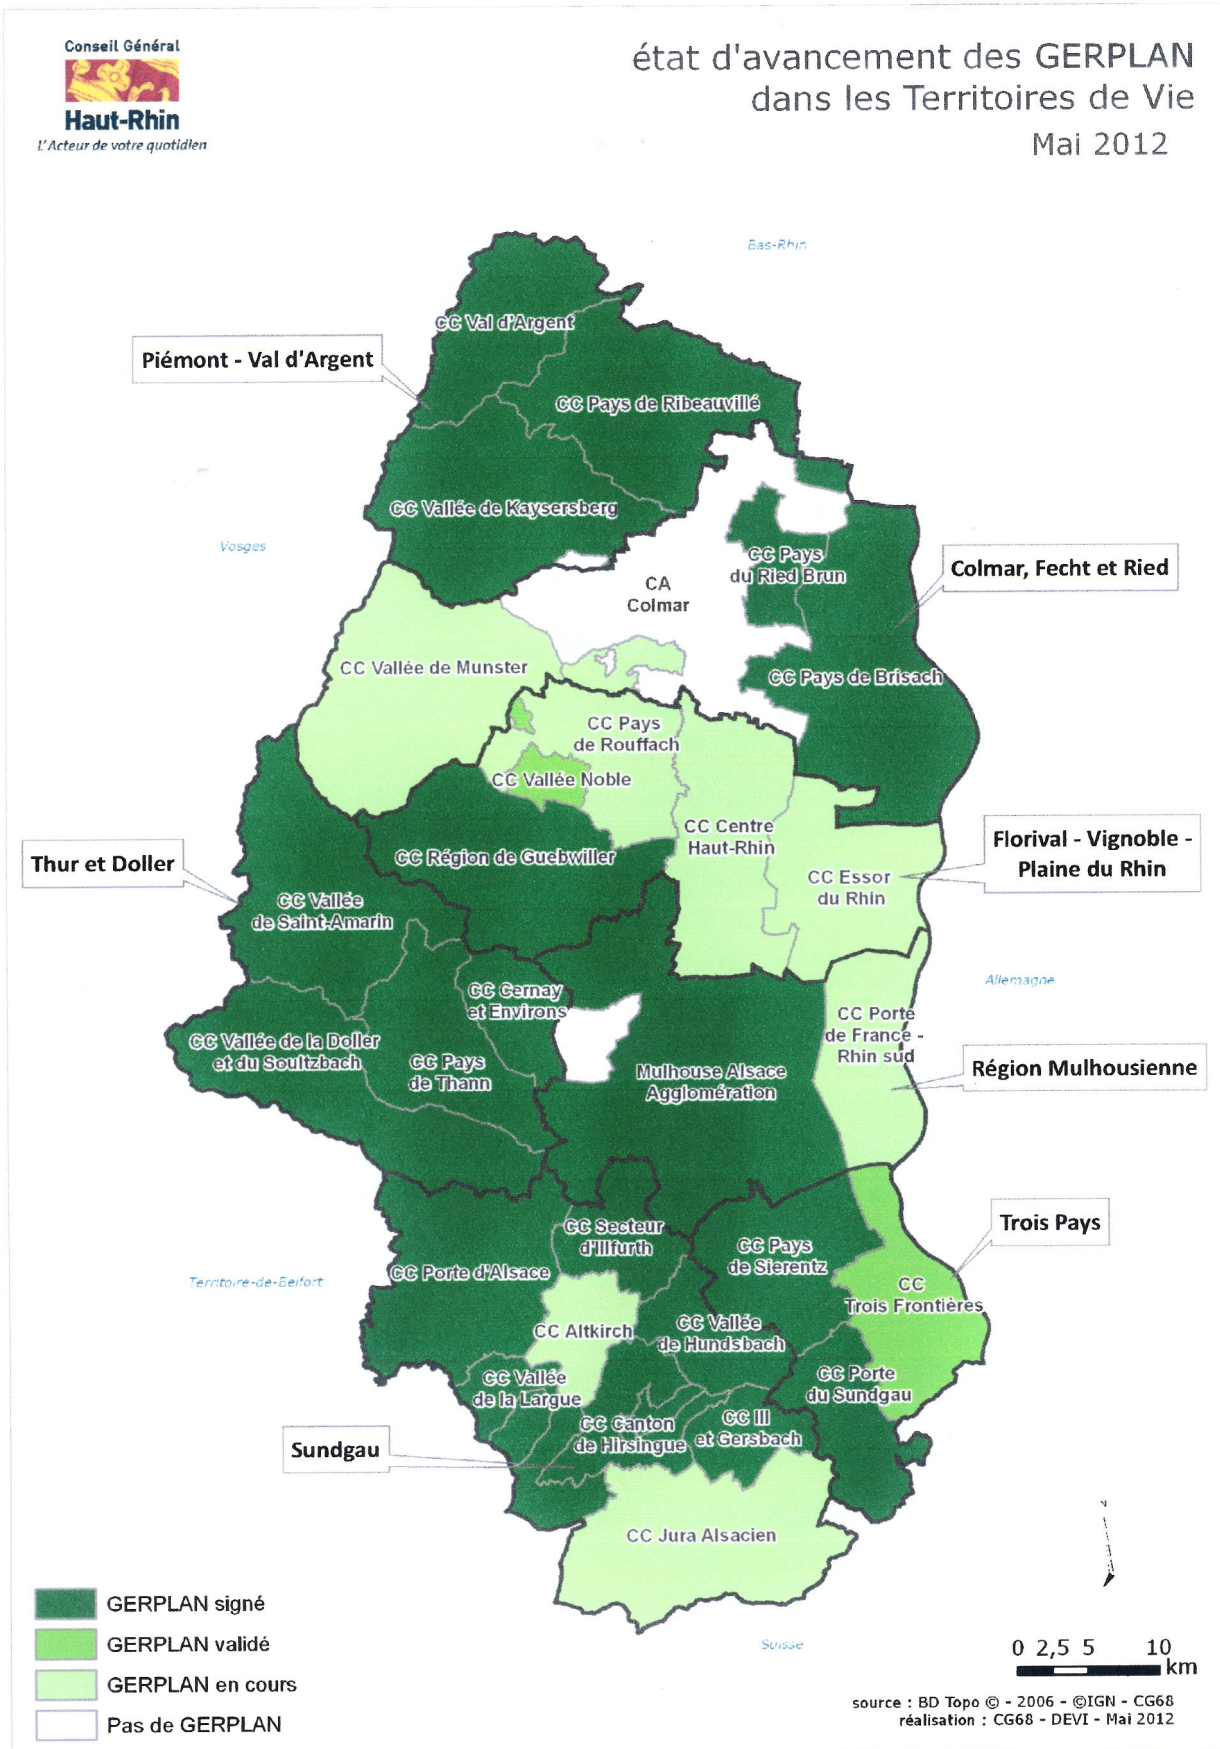 Conseil Général
Haut-Rhin
L'Acteur de votre quotidien
état d'avancement des GERPLAN
dans les Territoires de Vie
Mai 2012
Bas-Rhin
CC Val d'Argent
Piémont - Val d'Argent
CC Pays de Ribeauvillé
CC Vallée de Kaysersberg
Vosges
CC Pays
du Ried Brun
Colmar, Fecht et Ried
CA
Colmar
CC Vallée de Munster
CC Pays de Brisach
CC Pays
de Rouffach
CC Vallée Noble
CC Centre
Haut-Rhin
Florival - Vignoble -
Plaine du Rhin
CC Région de Guebwiller
Thur et Doller
CC Essor
du Rhin
CC Vallée
de Saint-Amarin
Allemagne
CC Cernay
et Environs
CC Porte
de France -
Rhin sud
CC Vallée de la Doller
et du Soultzbach
CC Pays
de Thann
Mulhouse Alsace
Agglomération
Région Mulhousienne
Trois Pays
CC Secteur
d'Illfurth
CC Pays
de Sierentz
CC Porte d'Alsace
Territoire-de-Belfort
CC
Trois Frontières
CC Altkirch
CC Vallée
de Hundsbach
CC Vallée
de la Largue
CC Porte
du Sundgau
CC Canton
de Hirsingue
CC Ill
et Gersbach
Sundgau
CC Jura Alsacien
GERPLAN signé
GERPLAN validé
GERPLAN en cours
Pas de GERPLAN
Suisse
0 2,5 5 10
km
source : BD Topo © - 2006 - ©IGN - CG68
réalisation : CG68 - DEVI - Mai 2012